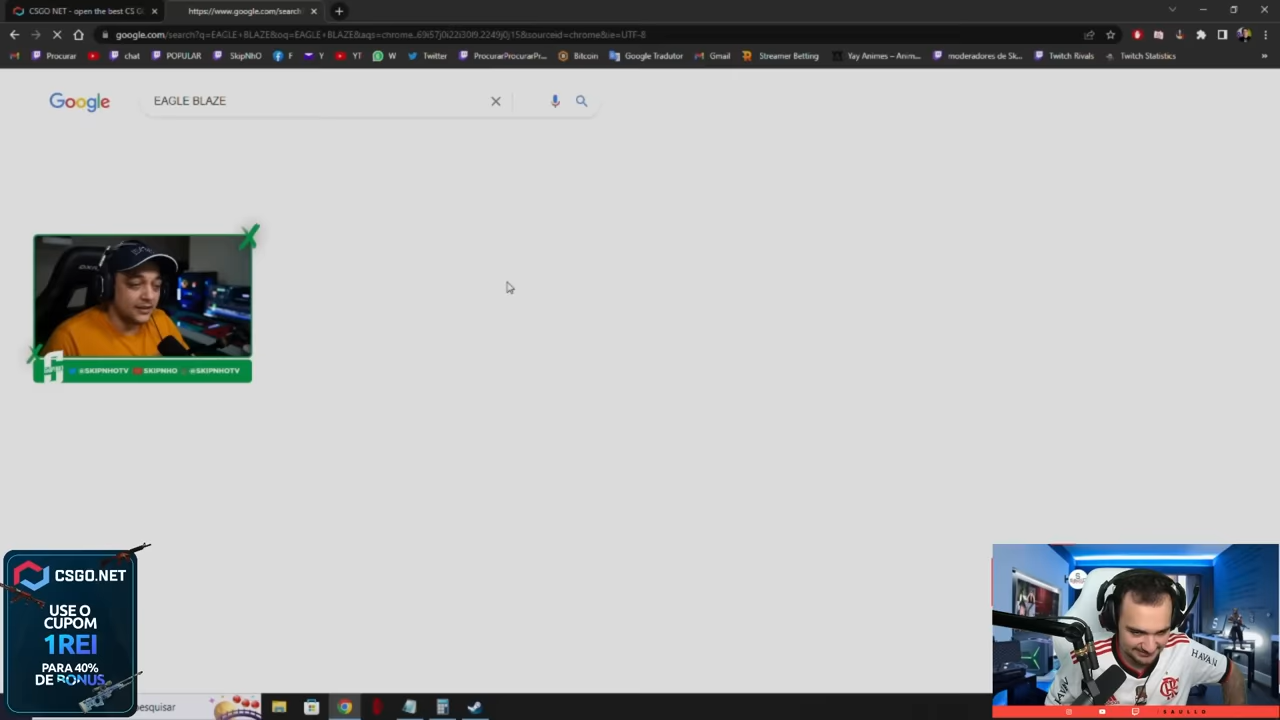 CSGO NET - open the best CS G
https://www.google.com/search
google.com/search?q=EAGLE+BLAZE&oq=EAGLE+BLAZE&aqs=chrome..69i57j0i22i30l9.2249j0j15&sourceid=chrome&ie=UTF-8
Procurar
chat
POPULAR
SkipNhO
F
Y
YT
W
Twitter
ProcurarProcurarPr...
Bitcoin
Google Tradutor
Gmail
Streamer Betting
Yay Animes – Anim...
moderadores de Sk...
Twitch Rivals
Twitch Statistics
»
Google
EAGLE BLAZE
@SKIPNHOTV SKIPNHO @SKIPNHOTV
CSGO.NET
USE O
CUPOM
1REI
PARA 40%
DE BONUS
pesquisar
HAVAN
SAULLO